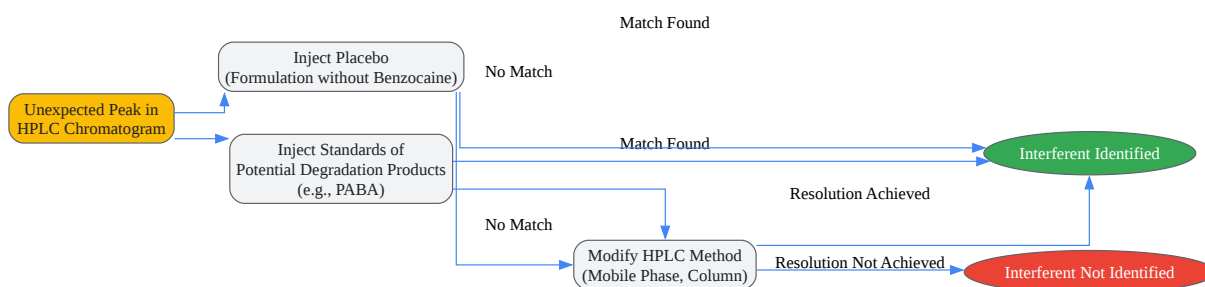 Match Found
Inject Placebo
(Formulation without Benzocaine)
No Match
Unexpected Peak in
HPLC Chromatogram
Inject Standards of
Potential Degradation Products
(e.g., PABA)
Match Found
Interferent Identified
Resolution Achieved
No Match
Modify HPLC Method
(Mobile Phase, Column)
Resolution Not Achieved
Interferent Not Identified